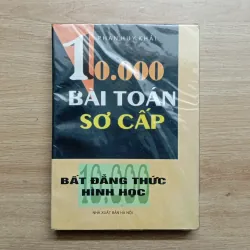 PHAN HUY KHẢI
10.000
BÀI TOÁN
SƠ CẤP
10.000
BẤT ĐẲNG THỨC
HÌNH HỌC
NHÀ XUẤT BẢN HÀ NỘI